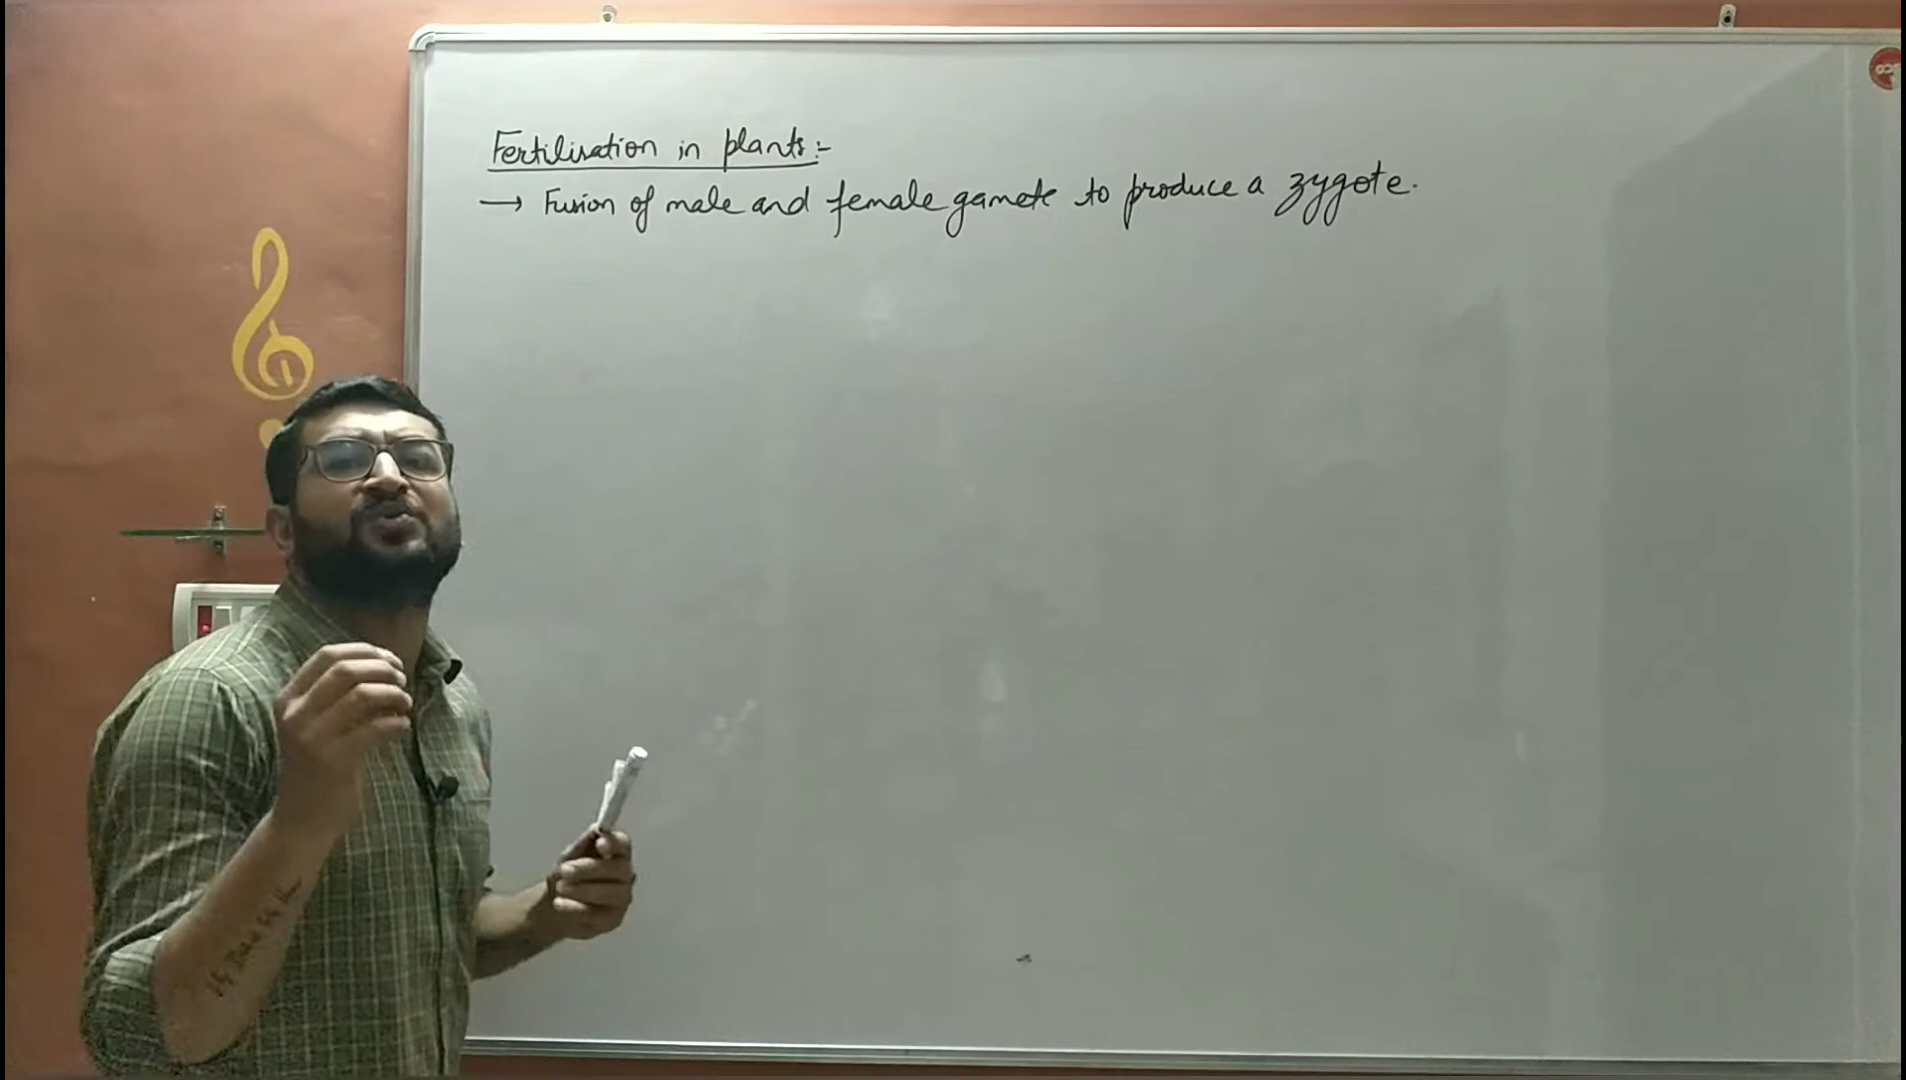 Fertilisation in plants:-
→ Fusion of male and female gamete to produce a zygote.